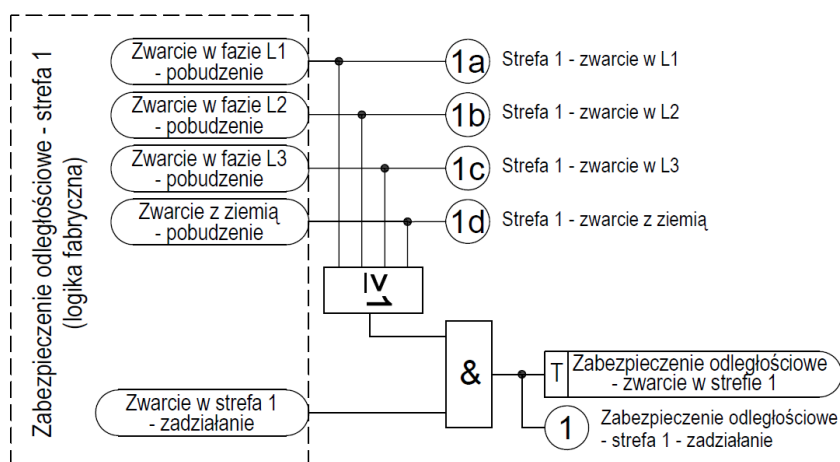 Zabezpieczenie odległościowe - strefa 1
(logika fabryczna)
Zwarcie w fazie L1
- pobudzenie
1a
Strefa 1 - zwarcie w L1
Zwarcie w fazie L2
- pobudzenie
1b
Strefa 1 - zwarcie w L2
Zwarcie w fazie L3
- pobudzenie
1c
Strefa 1 - zwarcie w L3
Zwarcie z ziemią
- pobudzenie
1d
Strefa 1 - zwarcie z ziemią
≥1
&
T
Zabezpieczenie odległościowe
- zwarcie w strefie 1
Zwarcie w strefa 1
- zadziałanie
1
Zabezpieczenie odległościowe
- strefa 1 - zadziałanie